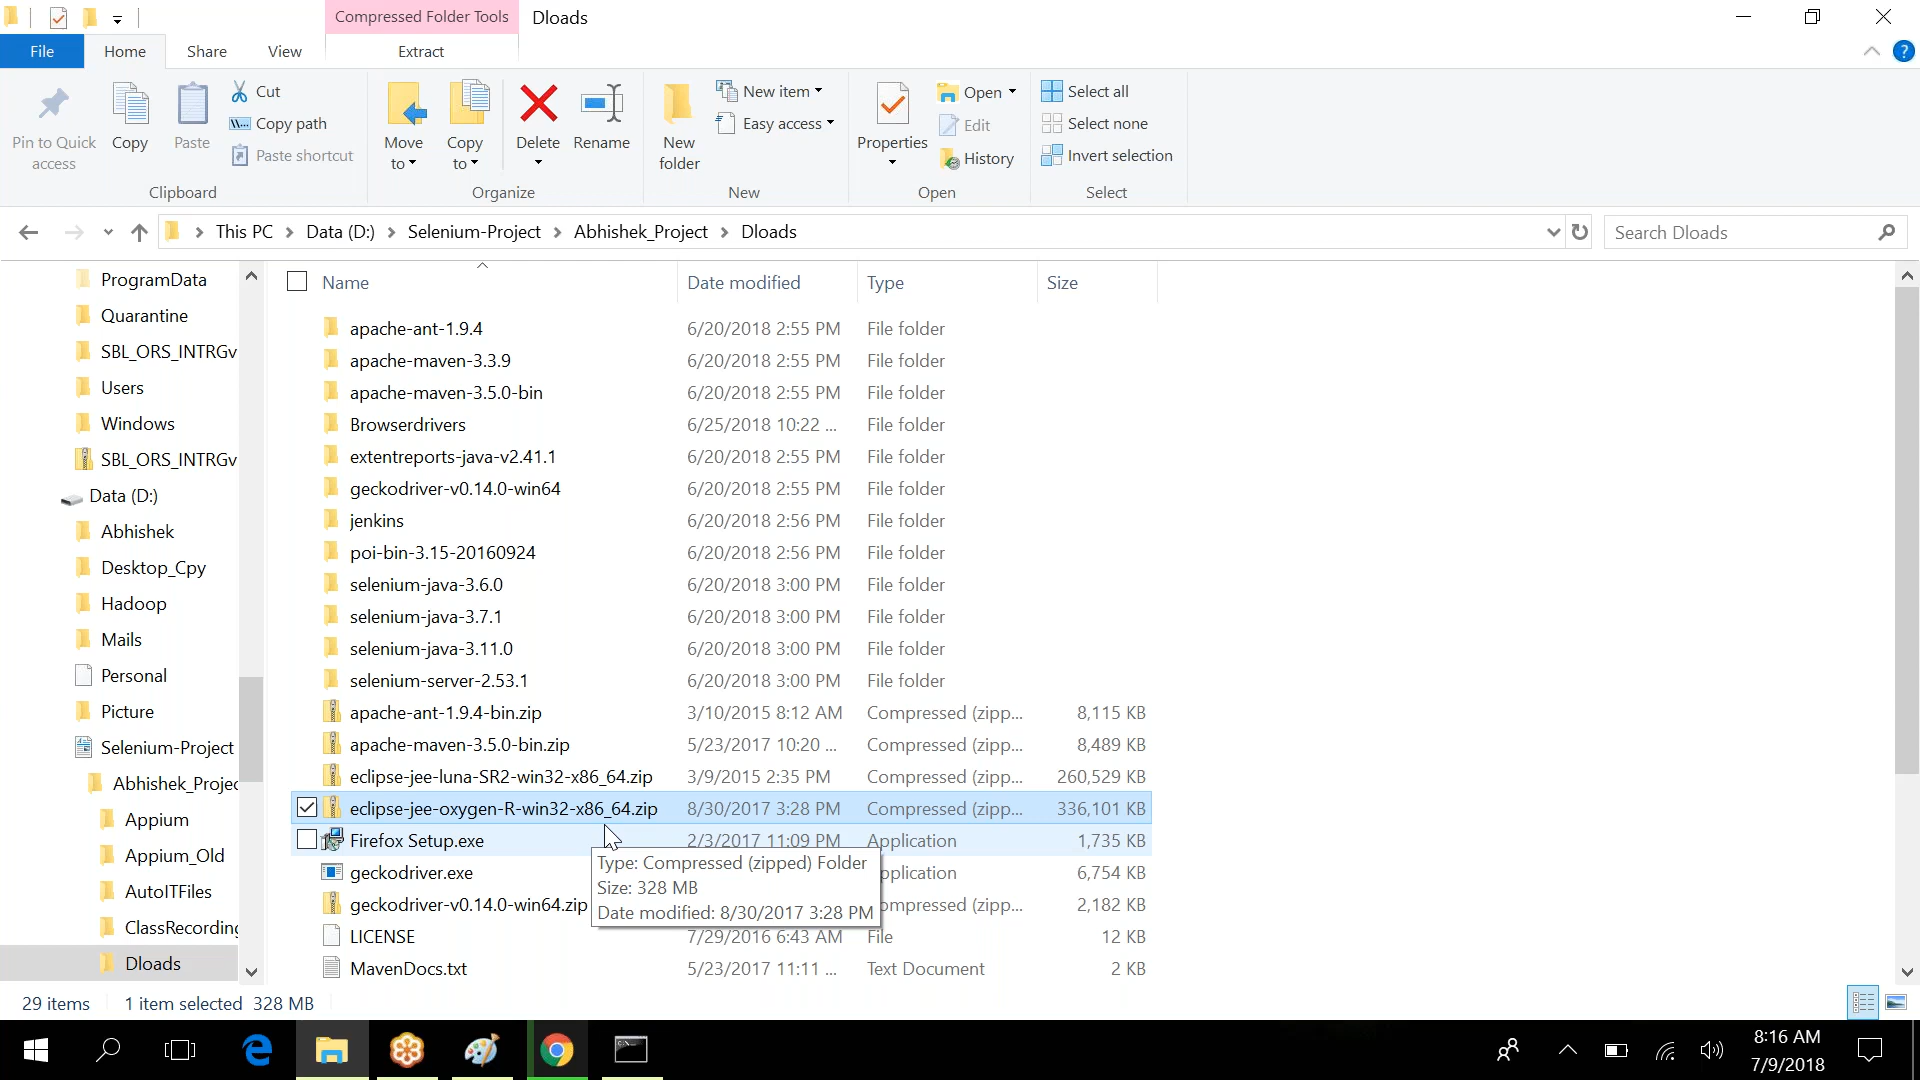 Compressed Folder Tools Dloads
File Home Share View Extract
Pin to Quick access
Copy
Paste
Cut
Copy path
Paste shortcut
Clipboard
Move to
Copy to
Delete
Rename
Organize
New folder
New item
Easy access
New
Properties
Open
Edit
History
Open
Select all
Select none
Invert selection
Select
This PC Data (D:) Selenium-Project Abhishek_Project Dloads
Search Dloads
ProgramData
Quarantine
SBL_ORS_INTRGv
Users
Windows
SBL_ORS_INTRGv
Data (D:)
Abhishek
Desktop_Cpy
Hadoop
Mails
Personal
Picture
Selenium-Project
Abhishek_Projec
Appium
Appium_Old
AutoITFiles
ClassRecording
Dloads
Name Date modified Type Size
apache-ant-1.9.4 6/20/2018 2:55 PM File folder
apache-maven-3.3.9 6/20/2018 2:55 PM File folder
apache-maven-3.5.0-bin 6/20/2018 2:55 PM File folder
Browserdrivers 6/25/2018 10:22 ... File folder
extentreports-java-v2.41.1 6/20/2018 2:55 PM File folder
geckodriver-v0.14.0-win64 6/20/2018 2:55 PM File folder
jenkins 6/20/2018 2:56 PM File folder
poi-bin-3.15-20160924 6/20/2018 2:56 PM File folder
selenium-java-3.6.0 6/20/2018 3:00 PM File folder
selenium-java-3.7.1 6/20/2018 3:00 PM File folder
selenium-java-3.11.0 6/20/2018 3:00 PM File folder
selenium-server-2.53.1 6/20/2018 3:00 PM File folder
apache-ant-1.9.4-bin.zip 3/10/2015 8:12 AM Compressed (zipp... 8,115 KB
apache-maven-3.5.0-bin.zip 5/23/2017 10:20 ... Compressed (zipp... 8,489 KB
eclipse-jee-luna-SR2-win32-x86_64.zip 3/9/2015 2:35 PM Compressed (zipp... 260,529 KB
eclipse-jee-oxygen-R-win32-x86_64.zip 8/30/2017 3:28 PM Compressed (zipp... 336,101 KB
Firefox Setup.exe 2/3/2017 11:09 PM Application 1,735 KB
geckodriver.exe pplication 6,754 KB
geckodriver-v0.14.0-win64.zip ompressed (zipp... 2,182 KB
LICENSE 7/29/2016 6:43 AM File 12 KB
MavenDocs.txt 5/23/2017 11:11 ... Text Document 2 KB
Type: Compressed (zipped) Folder
Size: 328 MB
Date modified: 8/30/2017 3:28 PM
29 items 1 item selected 328 MB
8:16 AM
7/9/2018